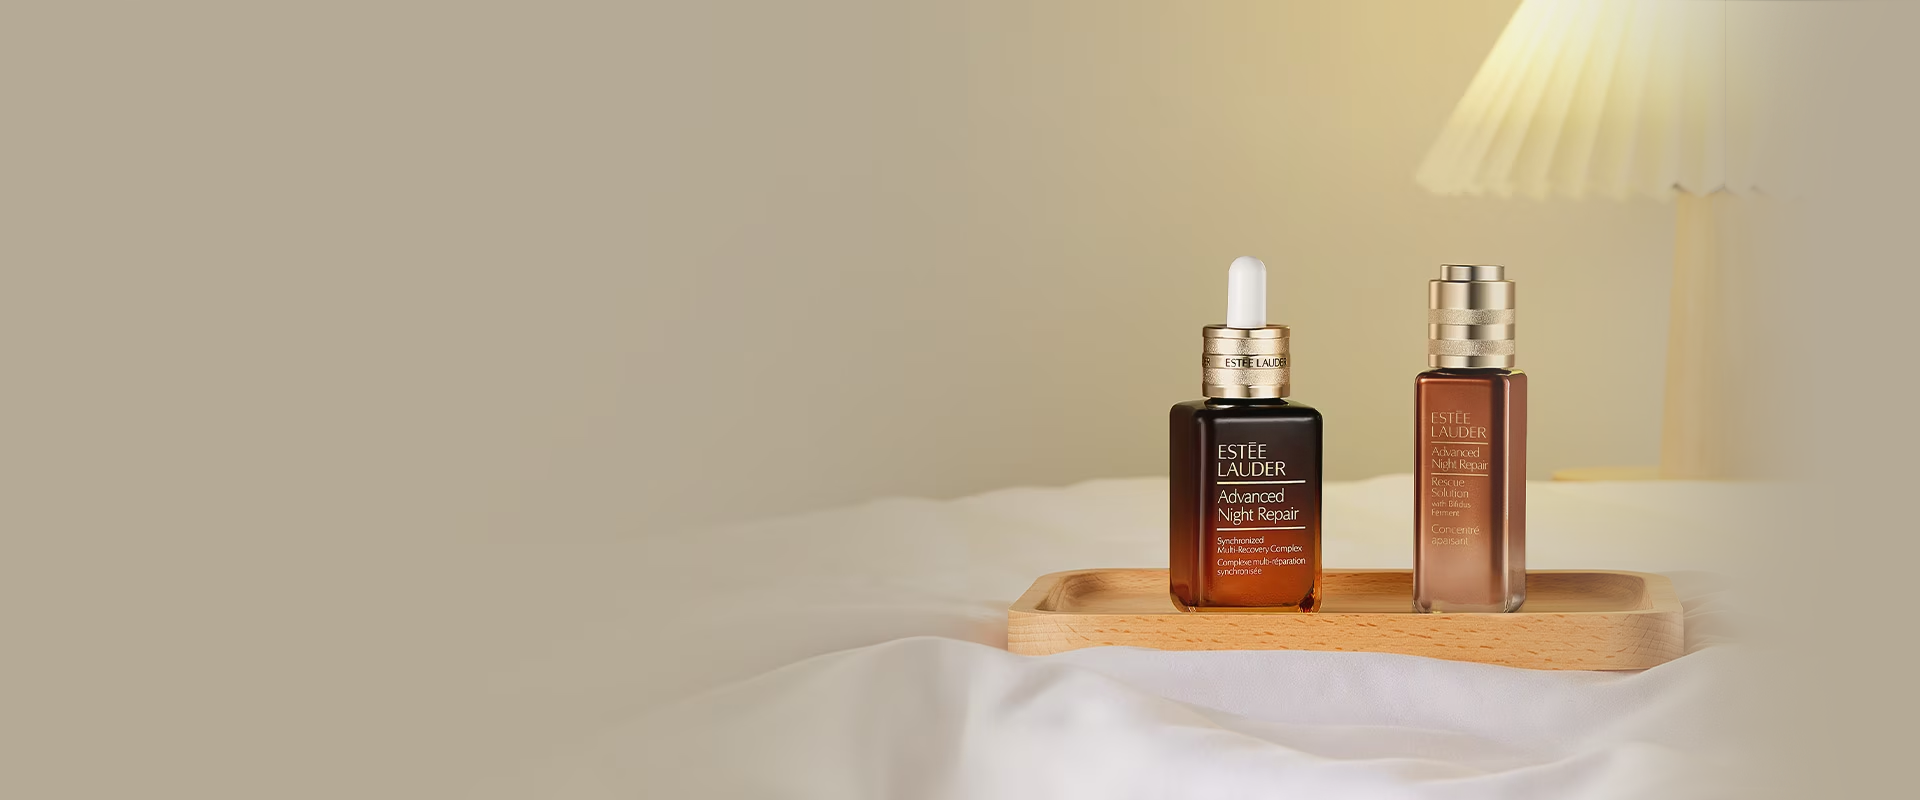 ER ESTĒE LAUDER
ESTĒE
LAUDER
Advanced
Night Repair
Synchronized
Multi-Recovery Complex
Complexe multi-réparation
synchronisée
ESTĒE
LAUDER
Advanced
Night Repair
Rescue
Solution
with Bifidus
Ferment
Concentré
apaisant